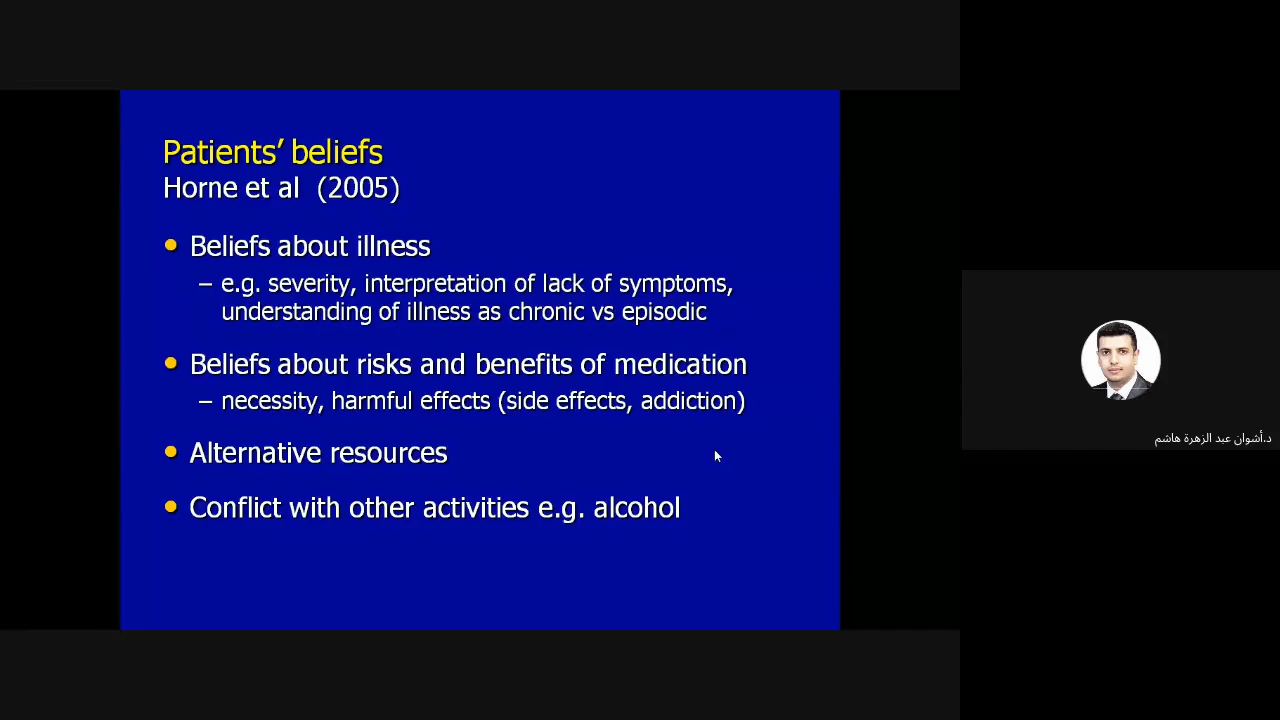 Patients’ beliefs
Horne et al (2005)
• Beliefs about illness
– e.g. severity, interpretation of lack of symptoms,
understanding of illness as chronic vs episodic
• Beliefs about risks and benefits of medication
– necessity, harmful effects (side effects, addiction)
• Alternative resources
• Conflict with other activities e.g. alcohol
د.أشوان عبد الزهرة هاشم